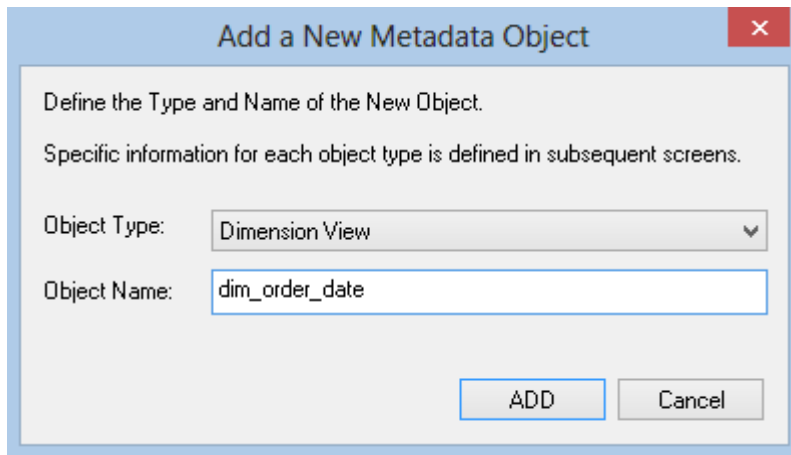 Add a New Metadata Object
Define the Type and Name of the New Object.
Specific information for each object type is defined in subsequent screens.
Object Type: Dimension View
Object Name: dim_order_date
ADD Cancel